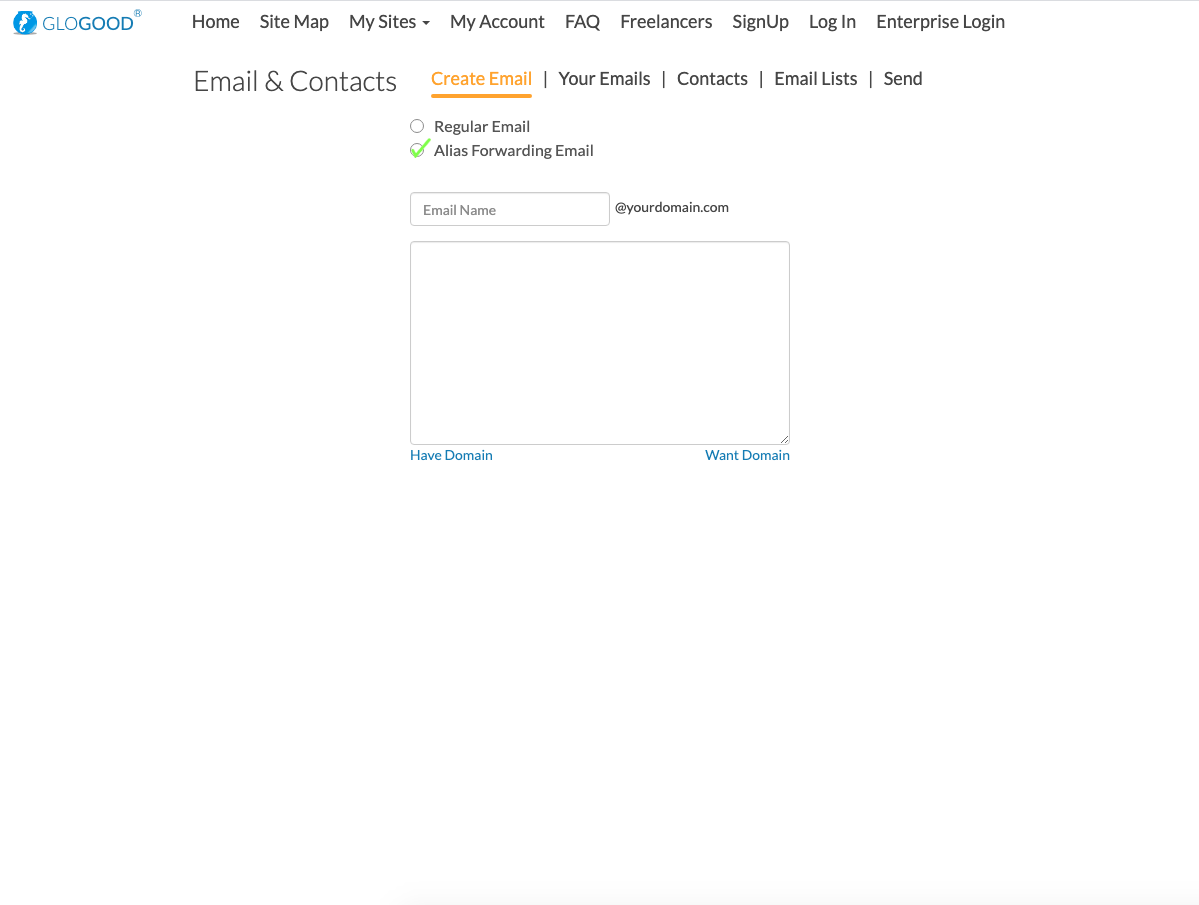 GLOGOOD®
Home Site Map My Sites My Account FAQ Freelancers SignUp Log In Enterprise Login
Email & Contacts Create Email | Your Emails | Contacts | Email Lists | Send
Regular Email
Alias Forwarding Email
Email Name @yourdomain.com
Have Domain Want Domain